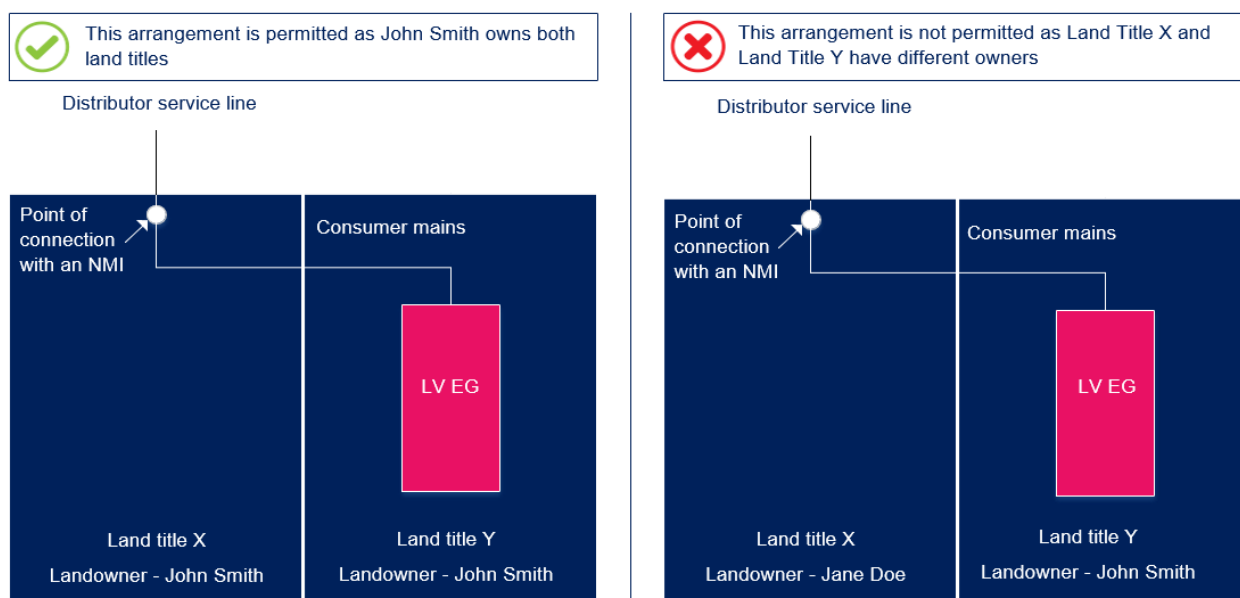 This arrangement is permitted as John Smith owns both
land titles
Distributor service line
Point of
connection
with an NMI
Consumer mains
LV EG
Land title X
Landowner - John Smith
Land title Y
Landowner - John Smith
This arrangement is not permitted as Land Title X and
Land Title Y have different owners
Distributor service line
Point of
connection
with an NMI
Consumer mains
LV EG
Land title X
Landowner - Jane Doe
Land title Y
Landowner - John Smith